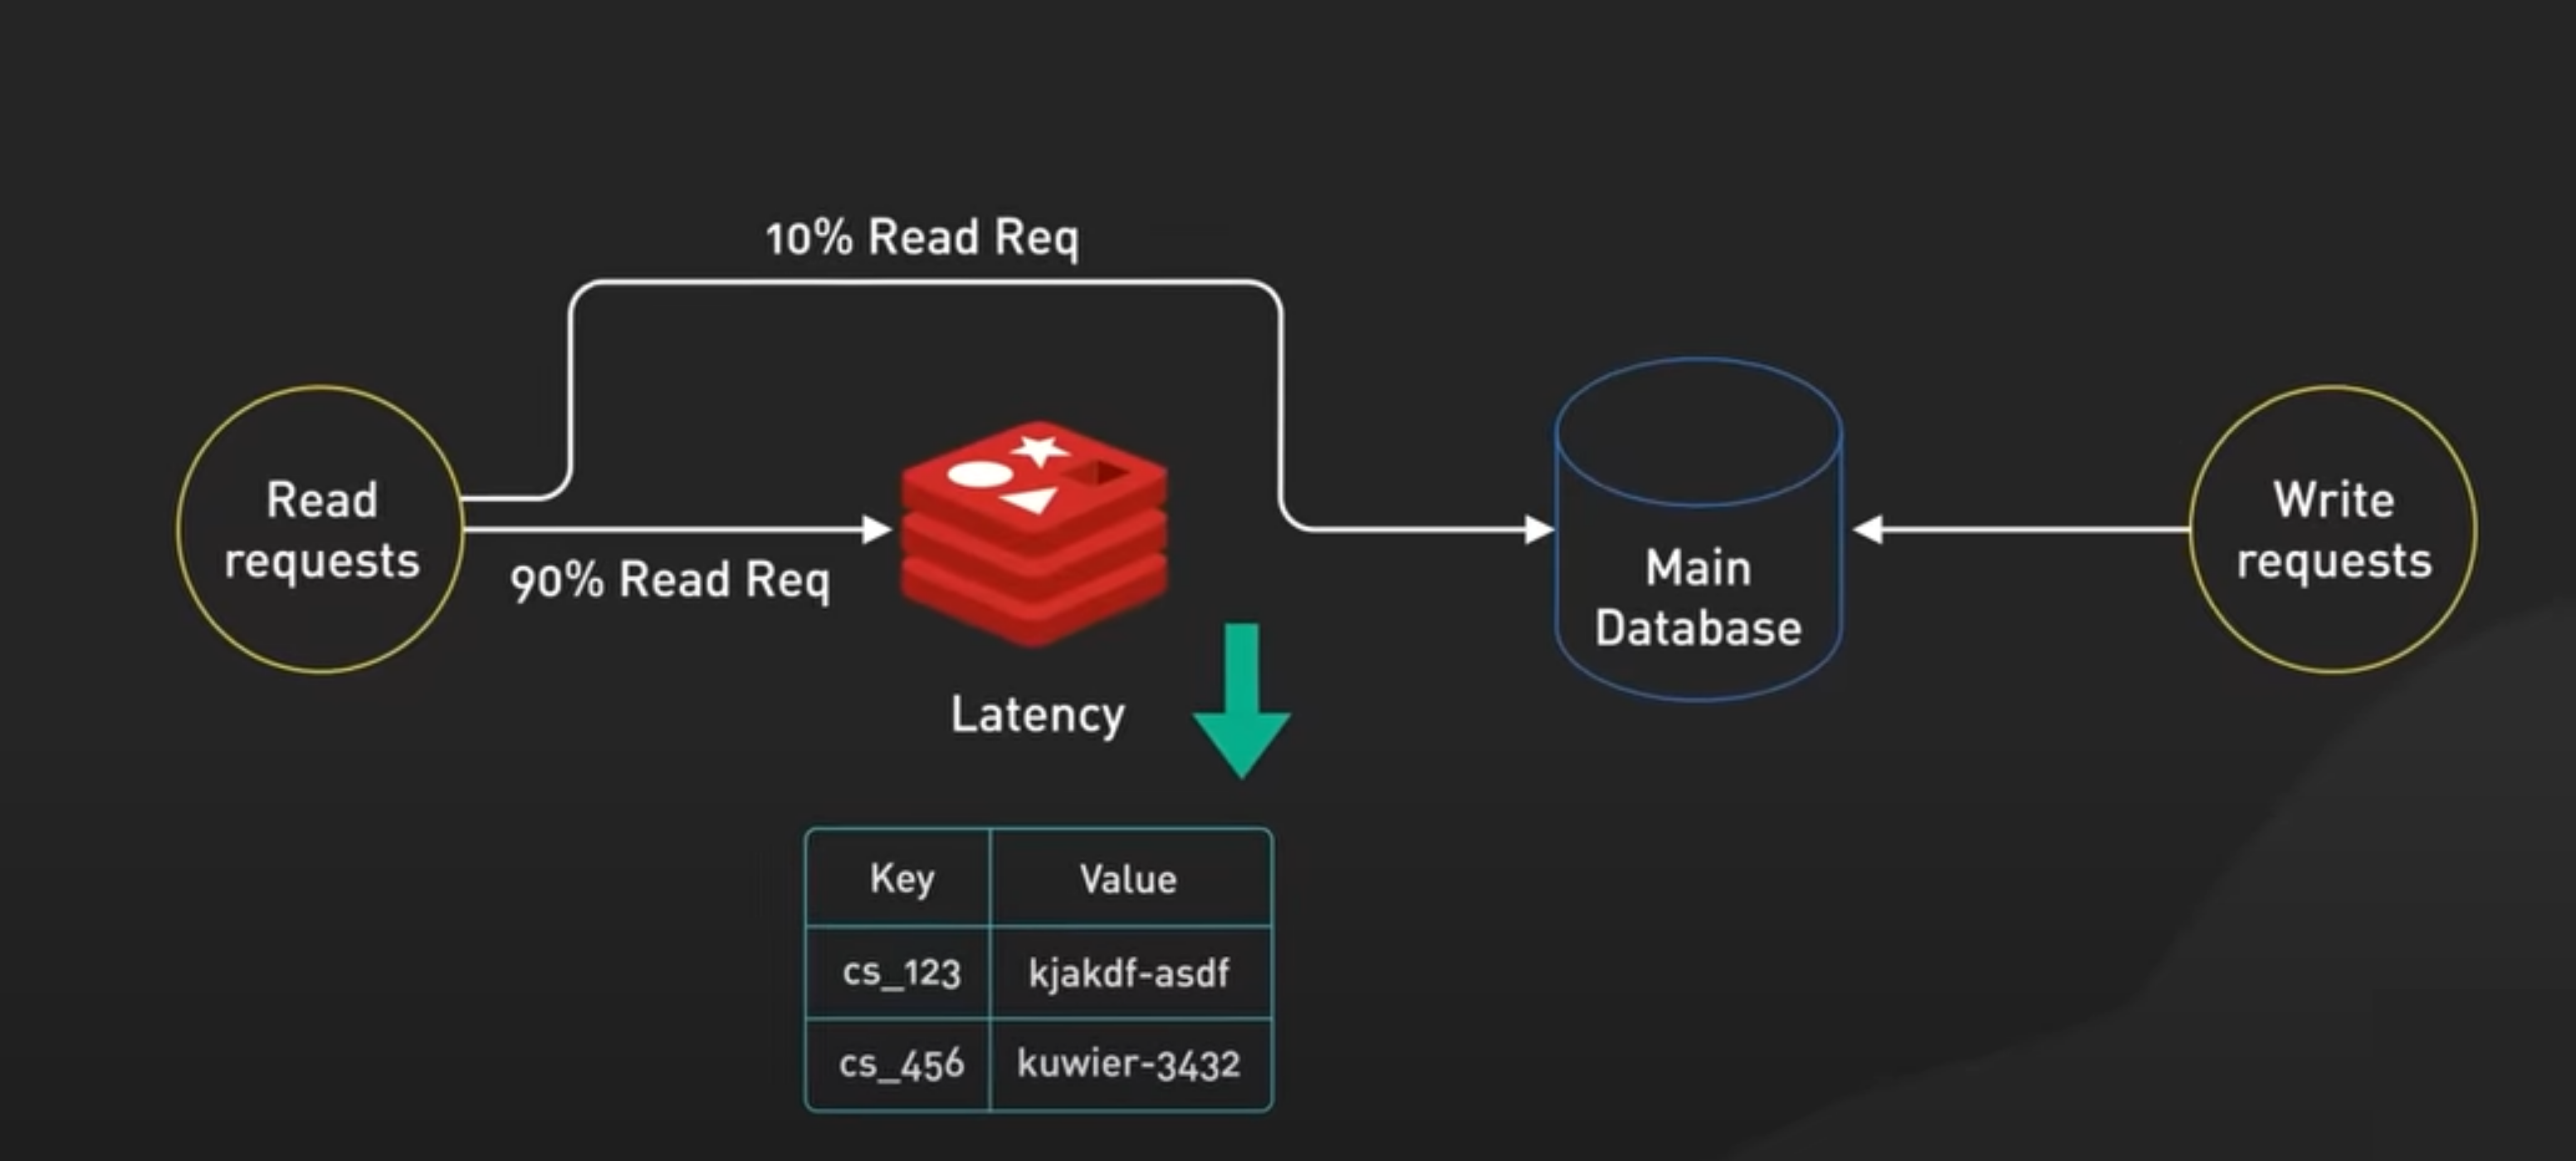 10% Read Req
Read
requests
90% Read Req
Main
Database
Write
requests
Latency
Key Value
cs_123 kjakdf-asdf
cs_456 kuwier-3432